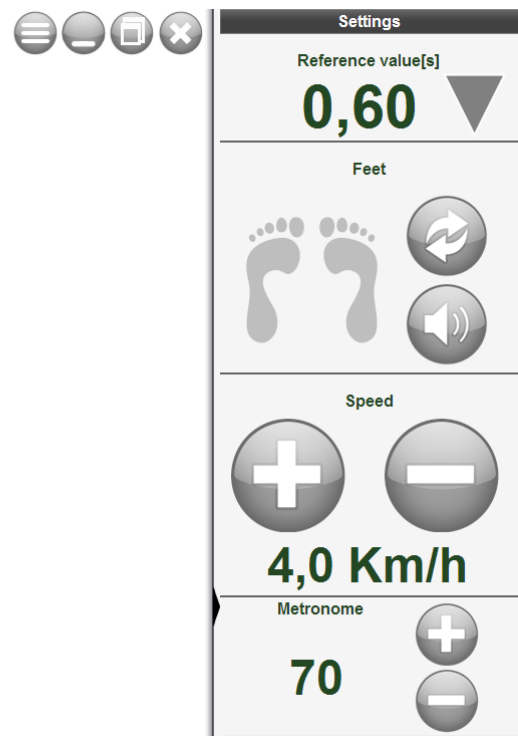 Settings
Reference value[s]
0,60
Feet
Speed
4,0 Km/h
Metronome
70